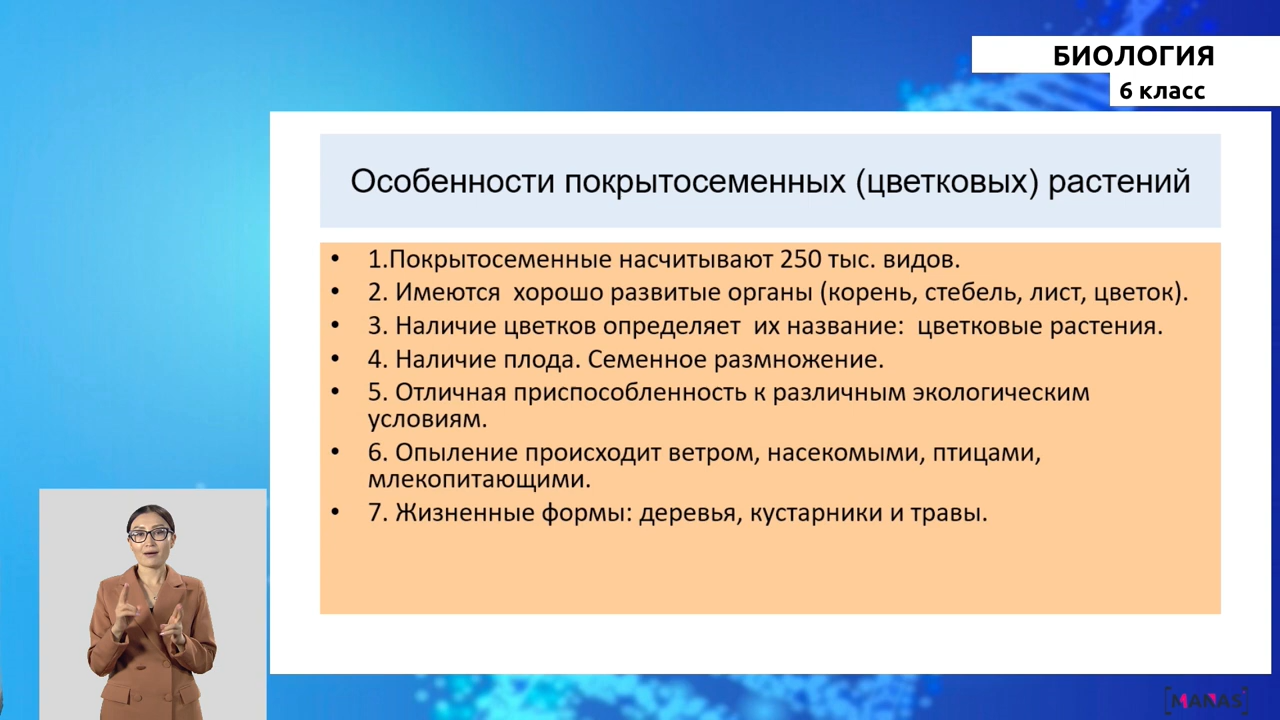 БИОЛОГИЯ
6 класс
Особенности покрытосеменных (цветковых) растений
• 1.Покрытосеменные насчитывают 250 тыс. видов.
• 2. Имеются хорошо развитые органы (корень, стебель, лист, цветок).
• 3. Наличие цветков определяет их название: цветковые растения.
• 4. Наличие плода. Семенное размножение.
• 5. Отличная приспособленность к различным экологическим
условиям.
• 6. Опыление происходит ветром, насекомыми, птицами,
млекопитающими.
• 7. Жизненные формы: деревья, кустарники и травы.
MANAS